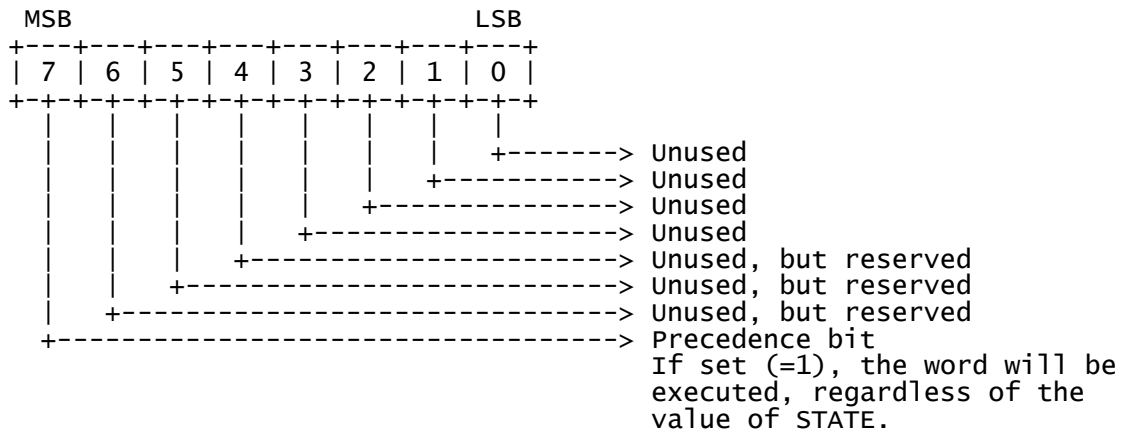 MSB                         LSB
+---+---+---+---+---+---+---+---+
| 7 | 6 | 5 | 4 | 3 | 2 | 1 | 0 |
+-+-+-+-+-+-+-+-+-+-+-+-+-+-+-+-+
  |   |   |   |   |   |   |   |
  |   |   |   |   |   |   |   +-------> Unused
  |   |   |   |   |   |   +-----------> Unused
  |   |   |   |   |   +---------------> Unused
  |   |   |   |   +-------------------> Unused
  |   |   |   +-----------------------> Unused, but reserved
  |   |   +---------------------------> Unused, but reserved
  |   +-------------------------------> Unused, but reserved
  +-----------------------------------> Precedence bit
                                        If set (=1), the word will be
                                        executed, regardless of the
                                        value of STATE.